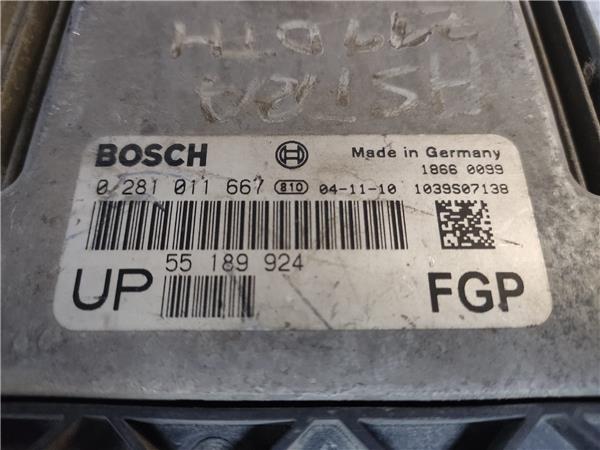 BOSCH Made in Germany
1866 0099
0 281 011 667 810 04-11-10 1039S07138
55 189 924
UP FGP